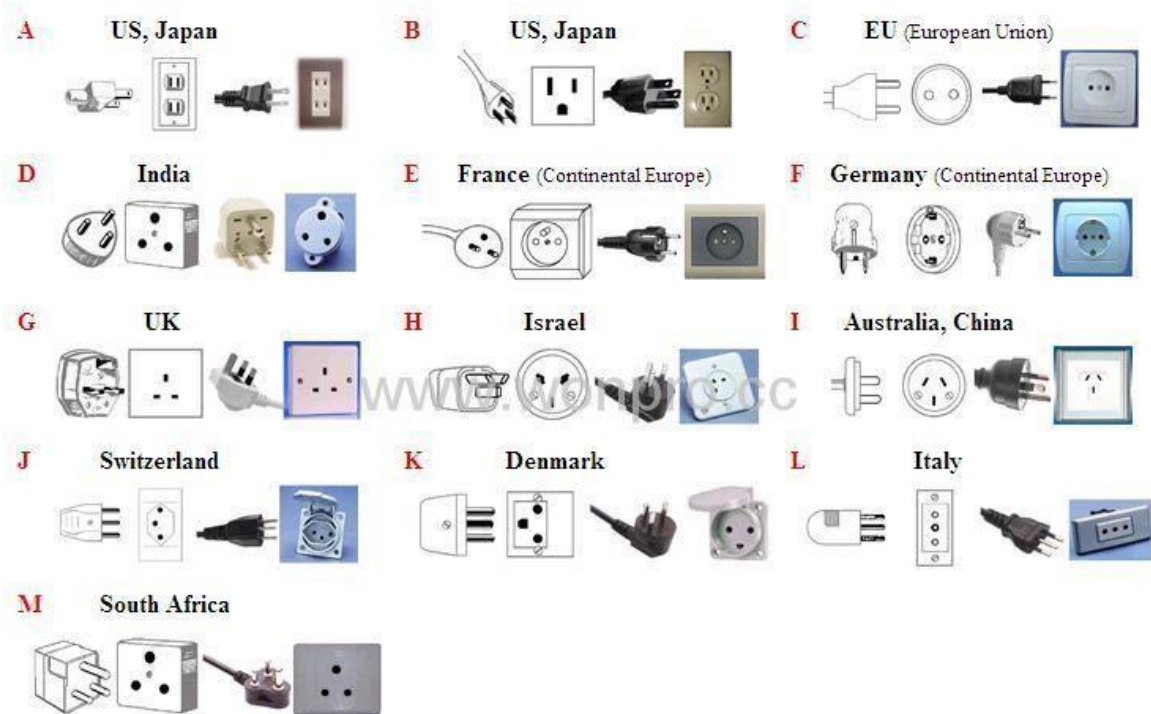 A US, Japan
B US, Japan
C EU (European Union)
D India
E France (Continental Europe)
F Germany (Continental Europe)
G UK
H Israel
I Australia, China
www.wonpro.cc
J Switzerland
K Denmark
L Italy
M South Africa